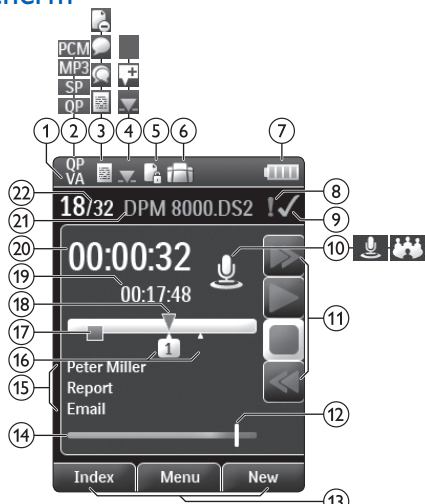 PCM
MP3
SP
QP
1 2 3 4 5 6 7
QP
VA
8
22 18/32 DPM 8000.DS2 !
21
9
20 00:00:32
10
19 00:17:48
18
11
17
1
16
Peter Miller
15 Report
Email
12
14
Index Menu New
13